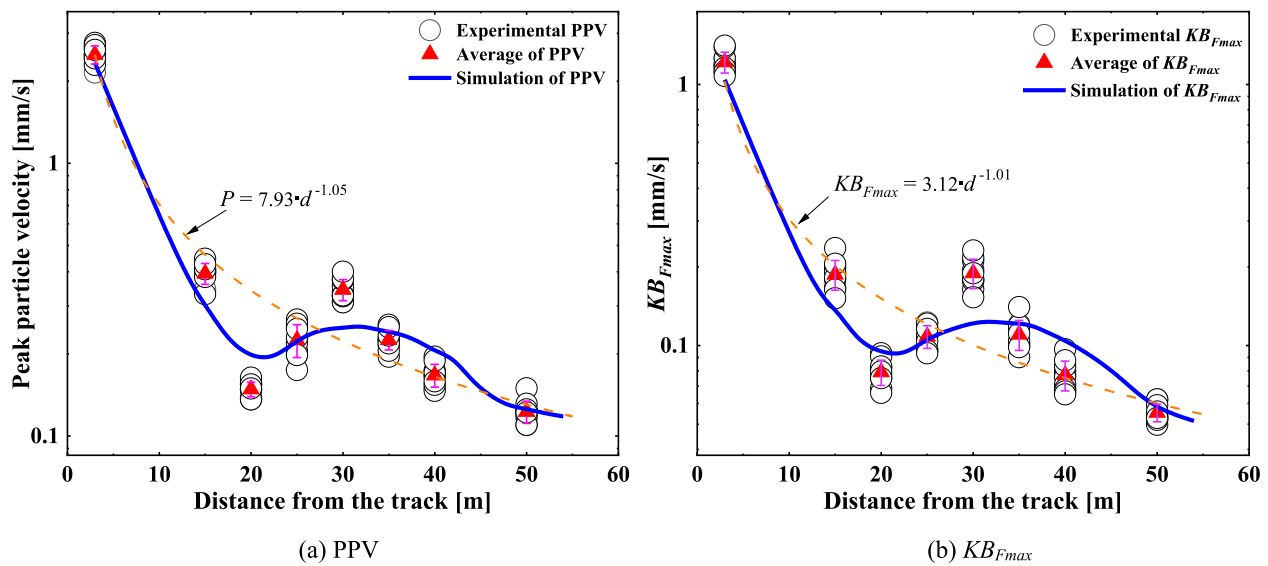 Experimental PPV
Average of PPV
Simulation of PPV
P = 7.93▪d^-1.05
Peak particle velocity [mm/s]
1
0.1
0 10 20 30 40 50 60
Distance from the track [m]
(a) PPV
Experimental KB_Fmax
Average of KB_Fmax
Simulation of KB_Fmax
KB_Fmax = 3.12▪d^-1.01
KB_Fmax [mm/s]
1
0.1
0 10 20 30 40 50 60
Distance from the track [m]
(b) KB_Fmax